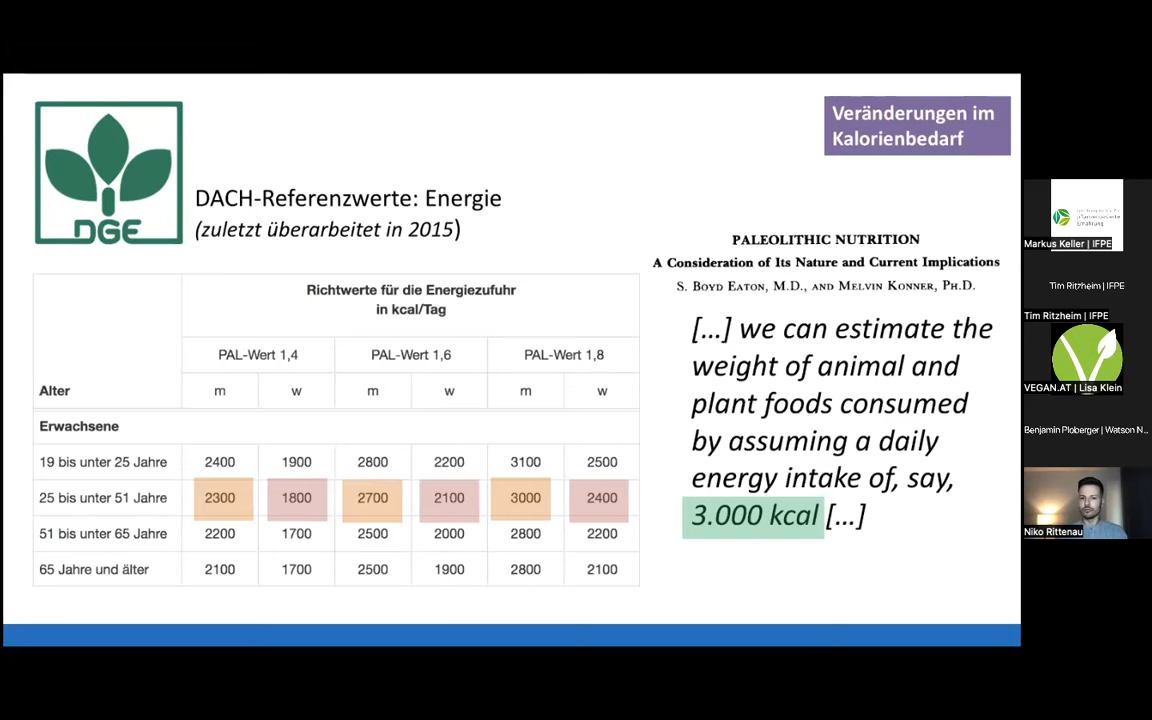 Veränderungen im
Kalorienbedarf
DGE
DACH-Referenzwerte: Energie
(zuletzt überarbeitet in 2015)
Richtwerte für die Energiezufuhr
in kcal/Tag
PAL-Wert 1,4 PAL-Wert 1,6 PAL-Wert 1,8
Alter m w m w m w
Erwachsene
19 bis unter 25 Jahre 2400 1900 2800 2200 3100 2500
25 bis unter 51 Jahre 2300 1800 2700 2100 3000 2400
51 bis unter 65 Jahre 2200 1700 2500 2000 2800 2200
65 Jahre und älter 2100 1700 2500 1900 2800 2100
PALEOLITHIC NUTRITION
A Consideration of Its Nature and Current Implications
S. BOYD EATON, M.D., AND MELVIN KONNER, PH.D.
[...] we can estimate the
weight of animal and
plant foods consumed
by assuming a daily
energy intake of, say,
3.000 kcal [...]
Ernährung
Markus Keller | IFPE
Tim Ritzheim | IFPE
Tim Ritzheim | IFPE
VEGAN.AT | Lisa Klein
Benjamin Ploberger | Watson N...
Niko Rittenau